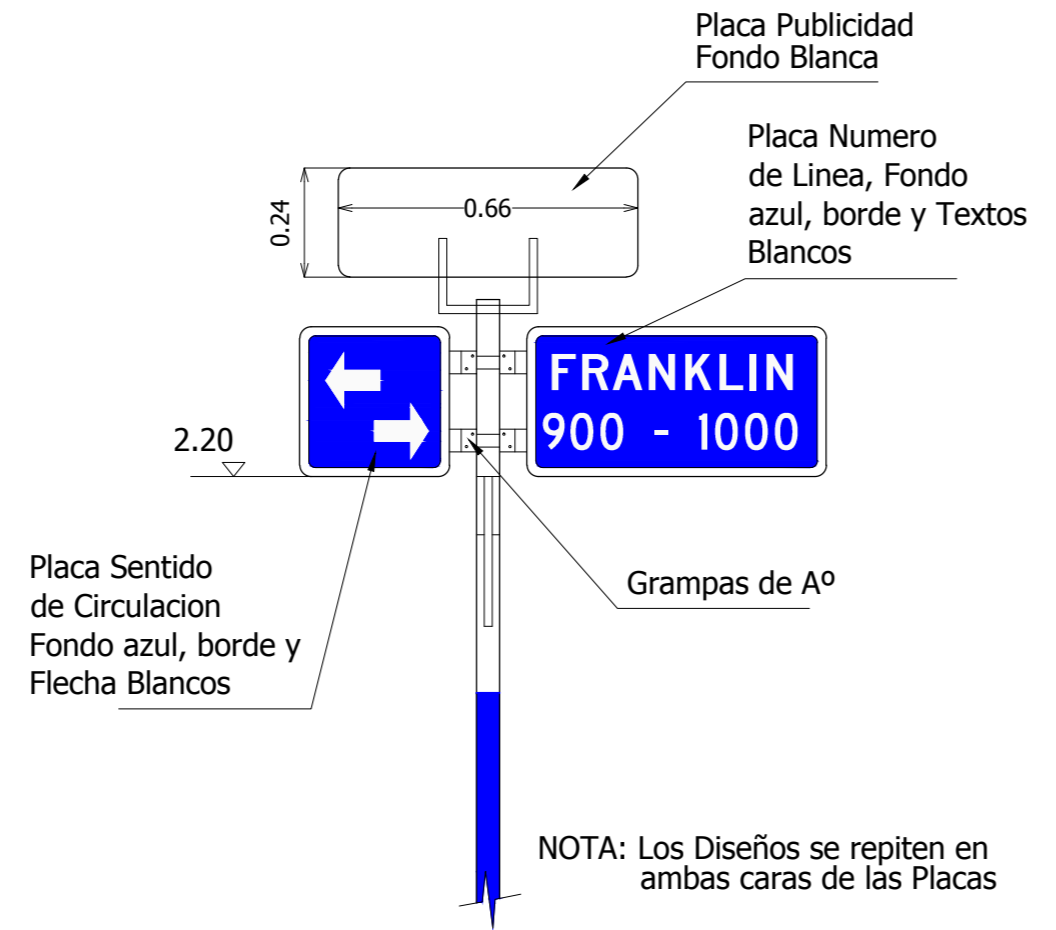 Placa Publicidad
Fondo Blanca
Placa Numero
de Linea, Fondo
azul, borde y Textos
Blancos
0.24
0.66
FRANKLIN
900 - 1000
2.20
Placa Sentido
de Circulacion
Fondo azul, borde y
Flecha Blancos
Grampas de Aº
NOTA: Los Diseños se repiten en
ambas caras de las Placas